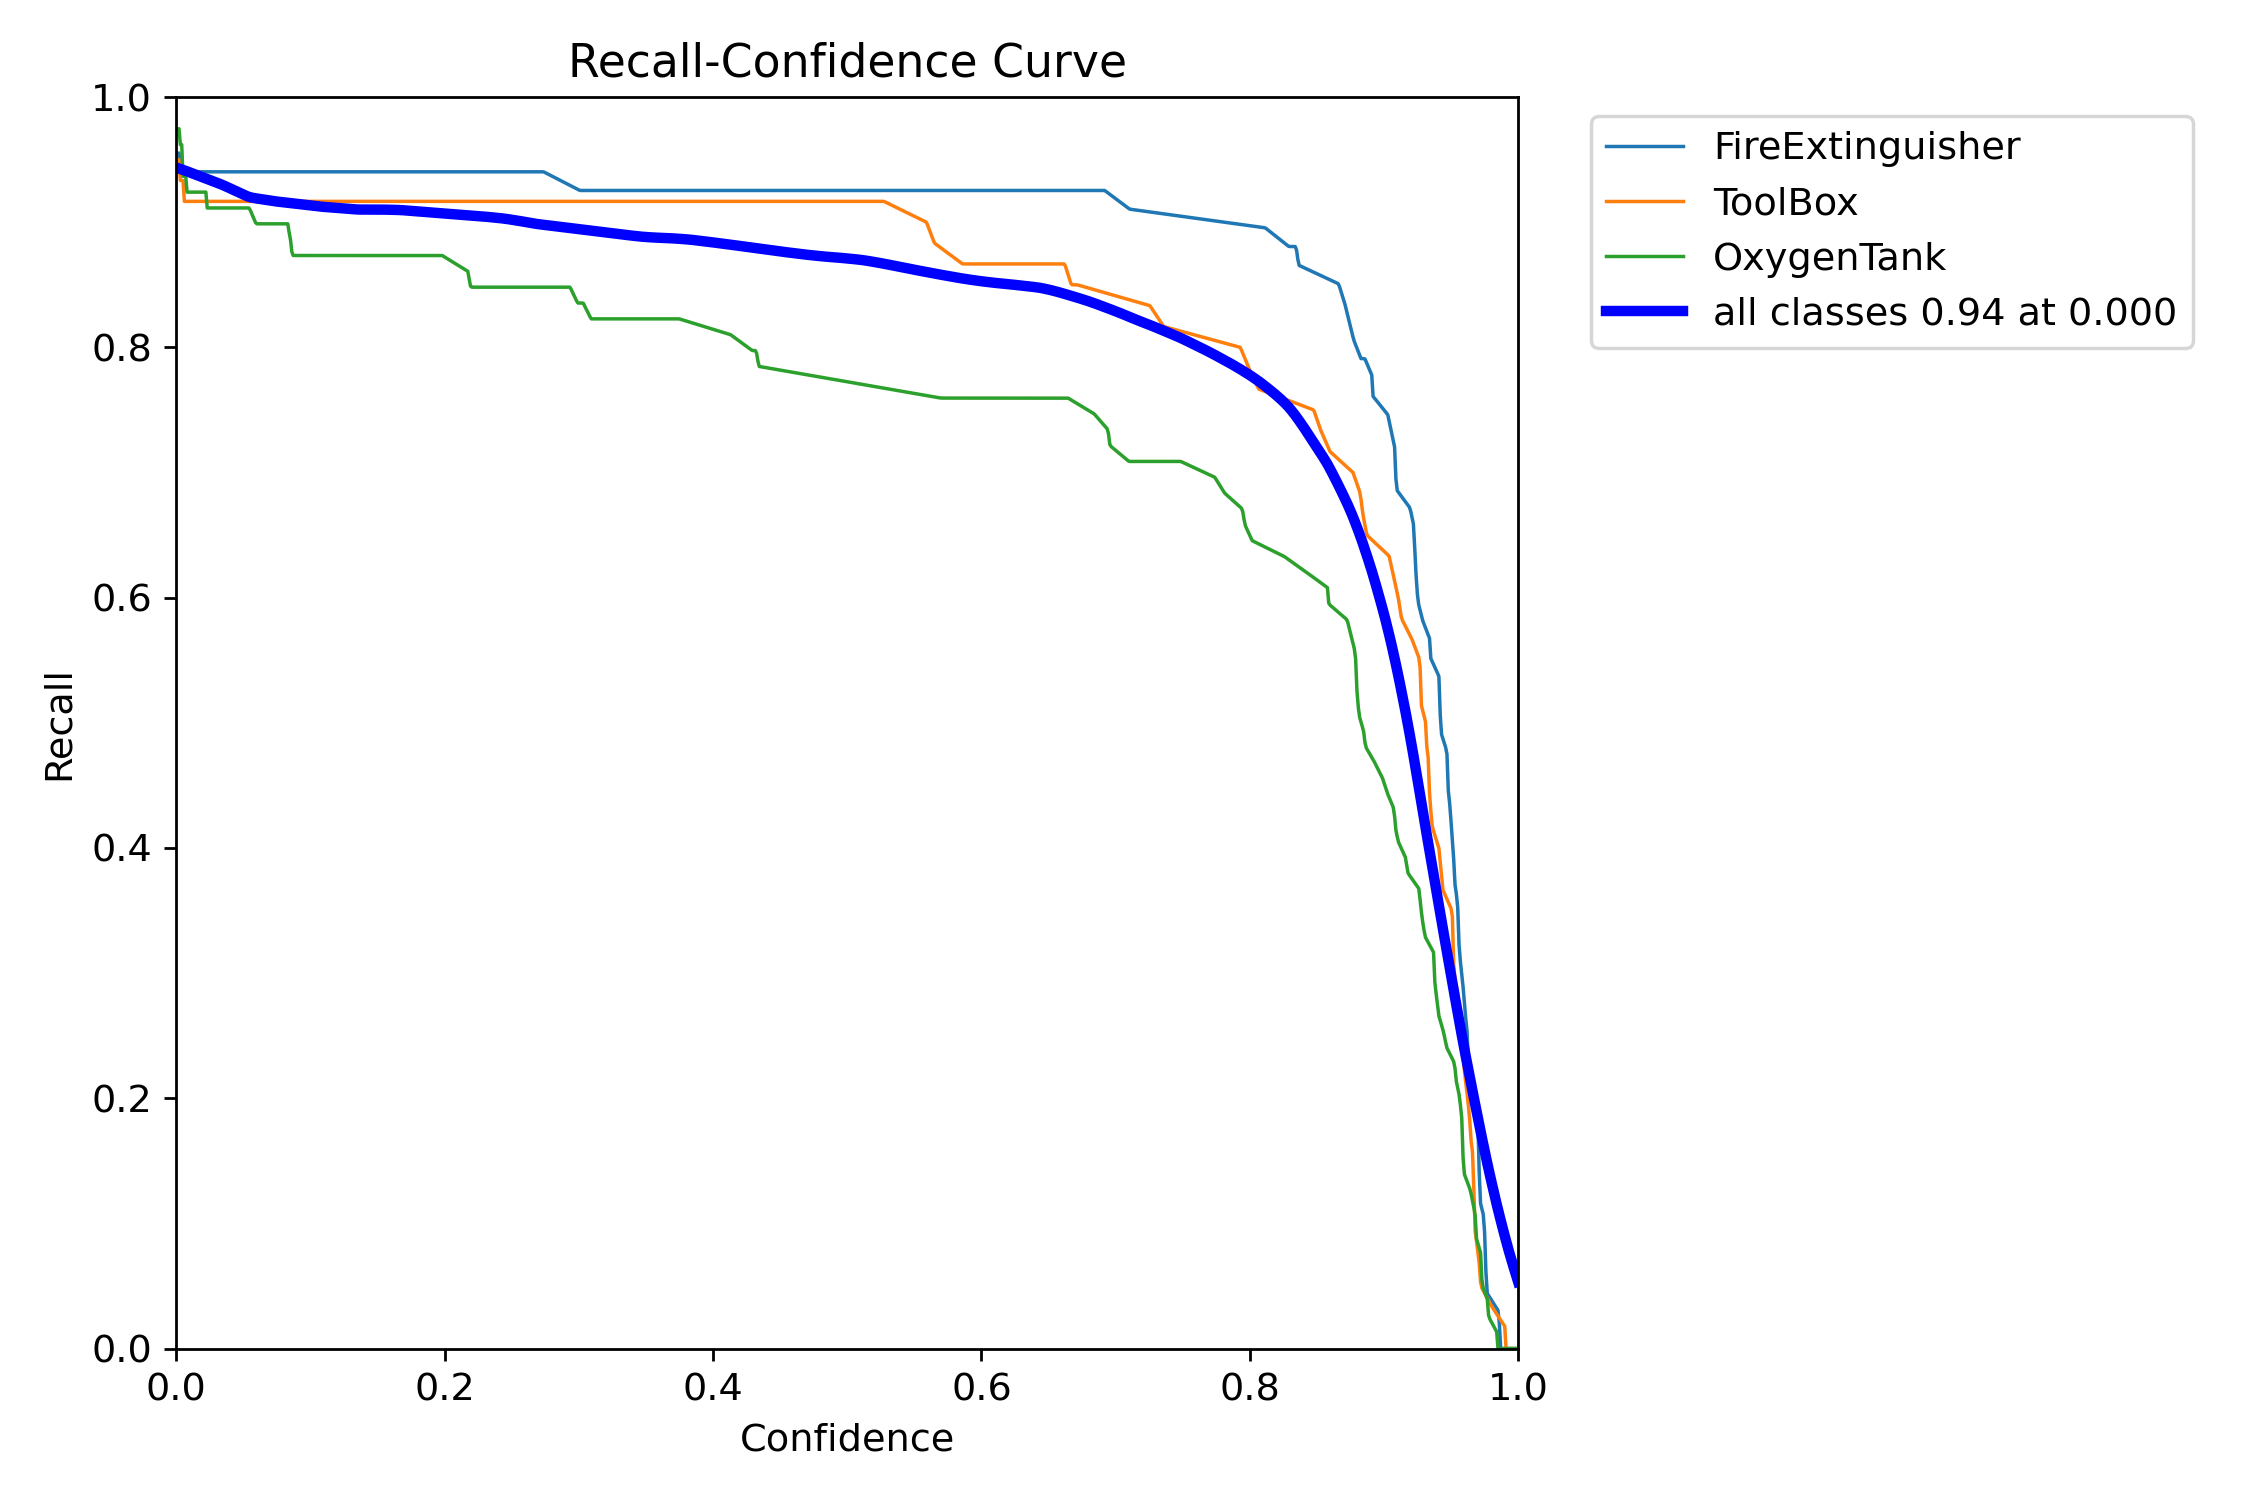 Recall-Confidence Curve
1.0
0.8
0.6
0.4
0.2
0.0
Recall
0.0 0.2 0.4 0.6 0.8 1.0
Confidence
FireExtinguisher
ToolBox
OxygenTank
all classes 0.94 at 0.000